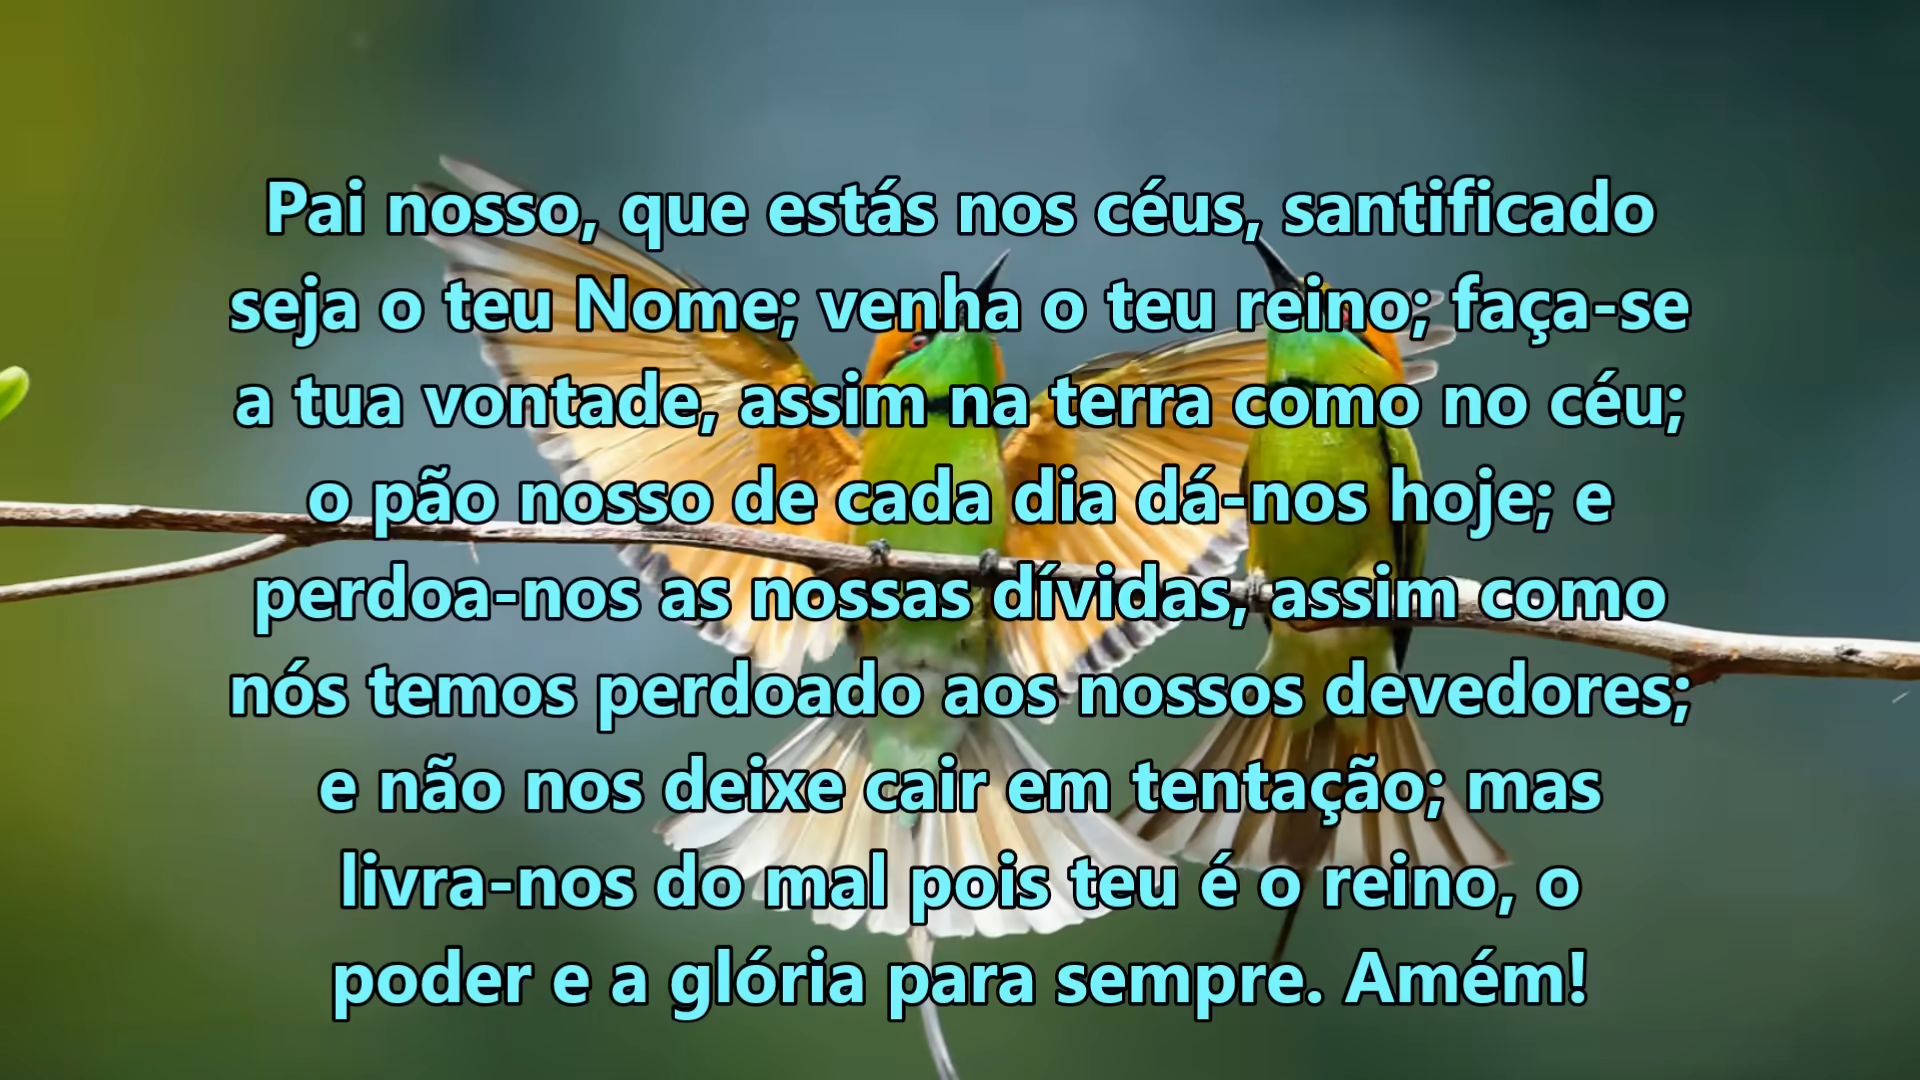 Pai nosso, que estás nos céus, santificado
seja o teu Nome; venha o teu reino; faça-se
a tua vontade, assim na terra como no céu;
o pão nosso de cada dia dá-nos hoje; e
perdoa-nos as nossas dívidas, assim como
nós temos perdoado aos nossos devedores;
e não nos deixe cair em tentação; mas
livra-nos do mal pois teu é o reino, o
poder e a glória para sempre. Amém!